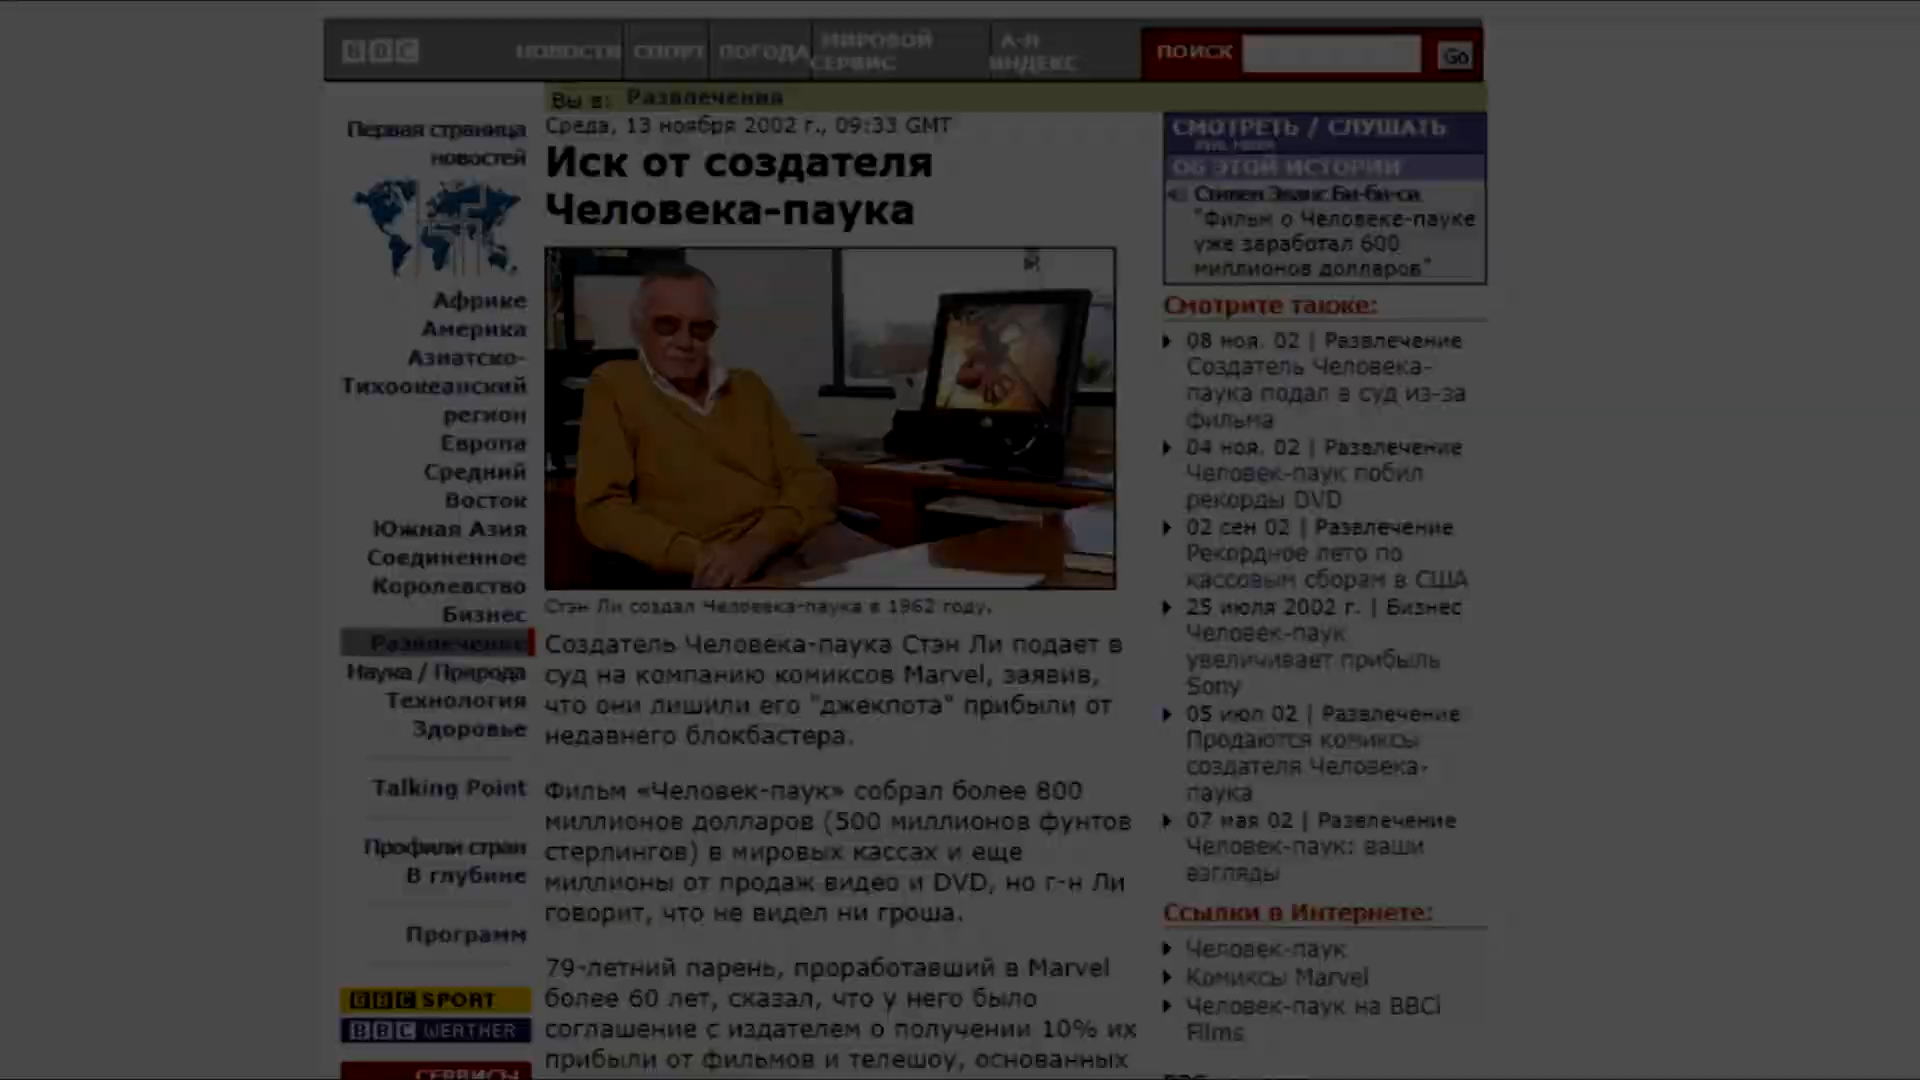 BBC
НОВОСТИ
СПОРТ
ПОГОДА
МИРОВОЙ
СЕРВИС
А-Я
ИНДЕКС
ПОИСК
Go
Вы в: Развлечения
Первая страница
новостей
Африке
Америка
Азиатско-
Тихоокеанский
регион
Европа
Средний
Восток
Южная Азия
Соединенное
Королевство
Бизнес
Развлечение
Наука / Природа
Технология
Здоровье
Talking Point
Профили стран
В глубине
Программ
BBC SPORT
BBC WEATHER
СЕРВИСЫ
Среда, 13 ноября 2002 г., 09:33 GMT
Иск от создателя
Человека-паука
Стэн Ли создал Человека-паука в 1962 году.
Создатель Человека-паука Стэн Ли подает в
суд на компанию комиксов Marvel, заявив,
что они лишили его "джекпота" прибыли от
недавнего блокбастера.
Фильм «Человек-паук» собрал более 800
миллионов долларов (500 миллионов фунтов
стерлингов) в мировых кассах и еще
миллионы от продаж видео и DVD, но г-н Ли
говорит, что не видел ни гроша.
79-летний парень, проработавший в Marvel
более 60 лет, сказал, что у него было
соглашение с издателем о получении 10% их
прибыли от фильмов и телешоу, основанных
СМОТРЕТЬ / СЛУШАТЬ
ОБ ЭТОЙ ИСТОРИИ
Стивен Эванс Би-би-си
"Фильм о Человеке-пауке
уже заработал 600
миллионов долларов"
Смотрите также:
08 ноя. 02 | Развлечение
Создатель Человека-
паука подал в суд из-за
фильма
04 ноя. 02 | Развлечение
Человек-паук побил
рекорды DVD
02 сен 02 | Развлечение
Рекордное лето по
кассовым сборам в США
25 июля 2002 г. | Бизнес
Человек-паук
увеличивает прибыль
Sony
05 июл 02 | Развлечение
Продаются комиксы
создателя Человека-
паука
07 мая 02 | Развлечение
Человек-паук: ваши
взгляды
Ссылки в Интернете:
Человек-паук
Комиксы Marvel
Человек-паук на BBCi
Films